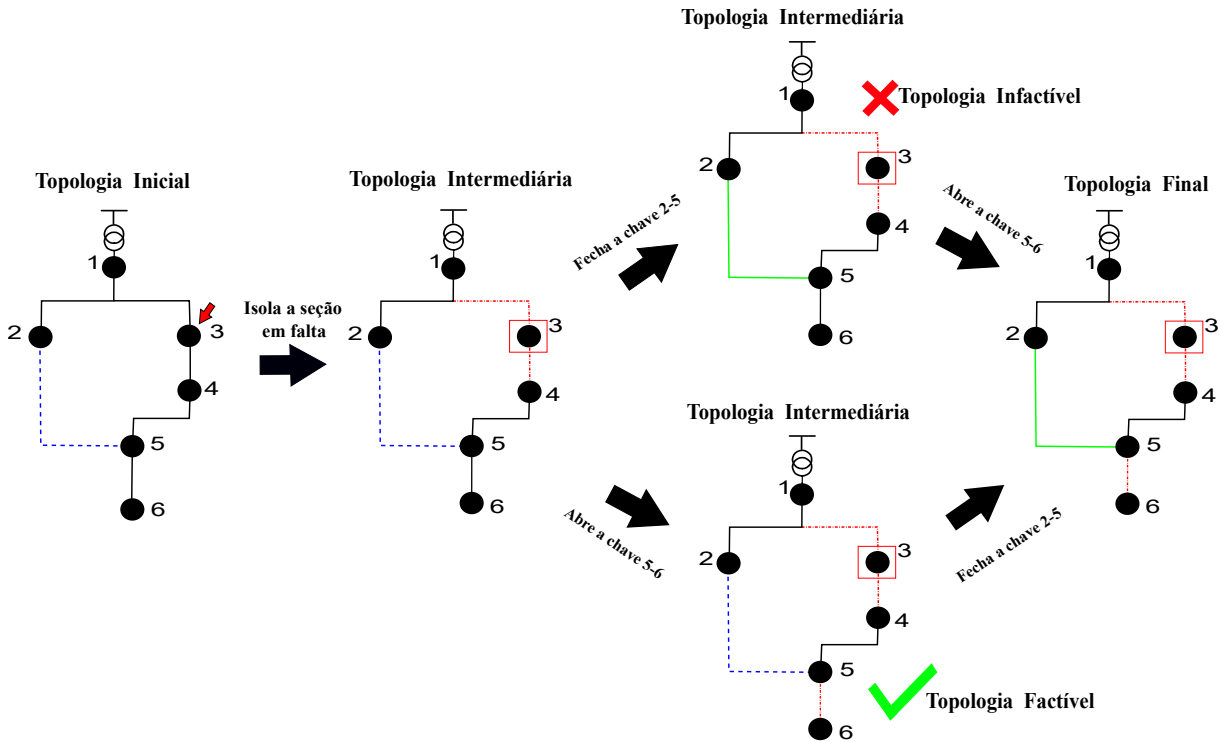 Topologia Inicial
1
2
3
4
5
6
Isola a seção
em falta
Topologia Intermediária
1
2
3
4
5
6
Fecha a chave 2-5
Topologia Intermediária
1
Topologia Infactível
2
3
4
5
6
Abre a chave 5-6
Abre a chave 5-6
Topologia Intermediária
1
2
3
4
5
6
Topologia Factível
Fecha a chave 2-5
Topologia Final
1
2
3
4
5
6